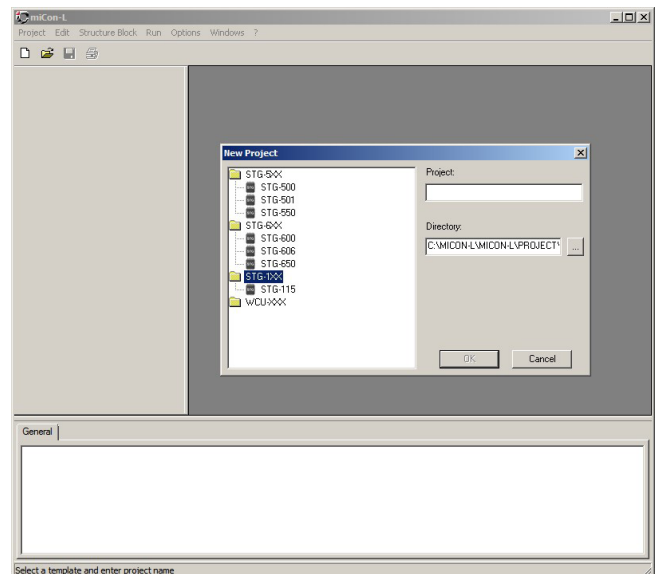 miCon-L
Project Edit Structure Block Run Options Windows ?
New Project
STG-5XX
STG-500
STG-501
STG-550
STG-6XX
STG-600
STG-606
STG-650
STG-1XX
STG-115
WCU-XXX
Project:
Directory:
C:\MICON-L\MICON-L\PROJECT\
...
OK
Cancel
General
Select a template and enter project name